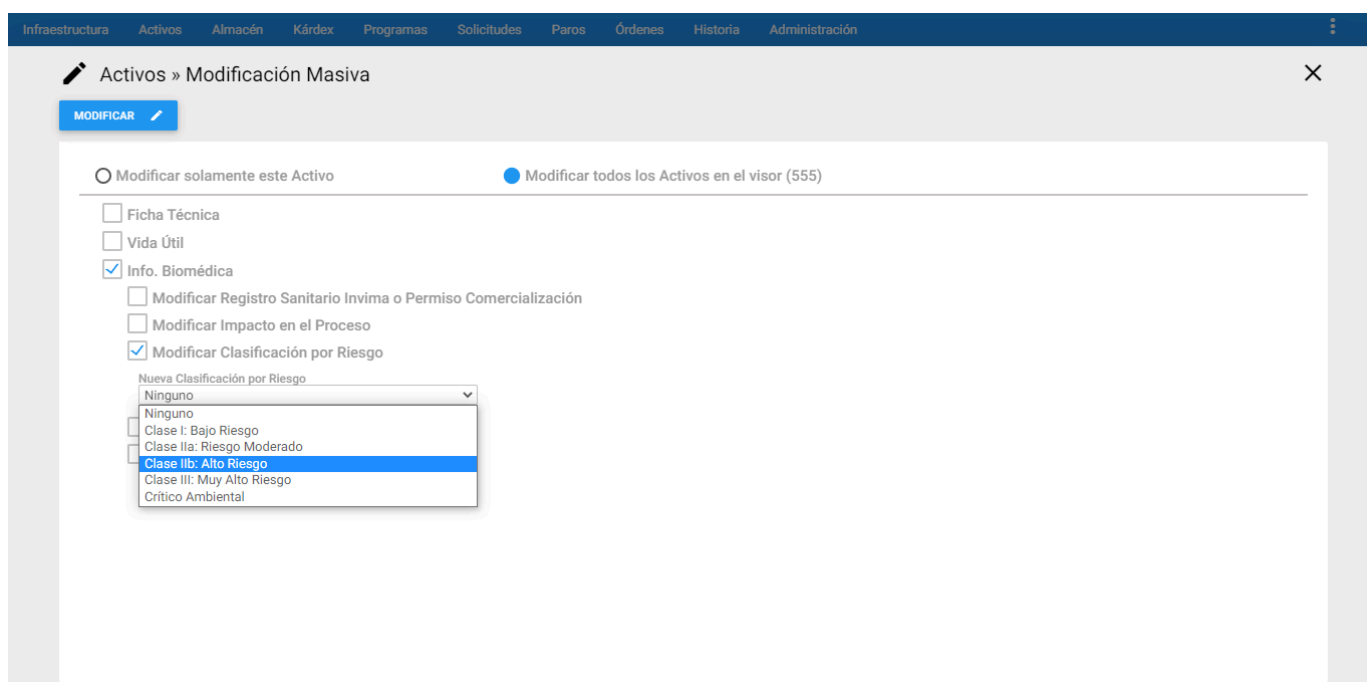 Infraestructura Activos Almacén Kárdex Programas Solicitudes Paros Órdenes Historia Administración
Activos » Modificación Masiva
MODIFICAR
Modificar solamente este Activo Modificar todos los Activos en el visor (555)
Ficha Técnica
Vida Útil
Info. Biomédica
Modificar Registro Sanitario Invima o Permiso Comercialización
Modificar Impacto en el Proceso
Modificar Clasificación por Riesgo
Nueva Clasificación por Riesgo
Ninguno
Ninguno
Clase I: Bajo Riesgo
Clase IIa: Riesgo Moderado
Clase IIb: Alto Riesgo
Clase III: Muy Alto Riesgo
Crítico Ambiental